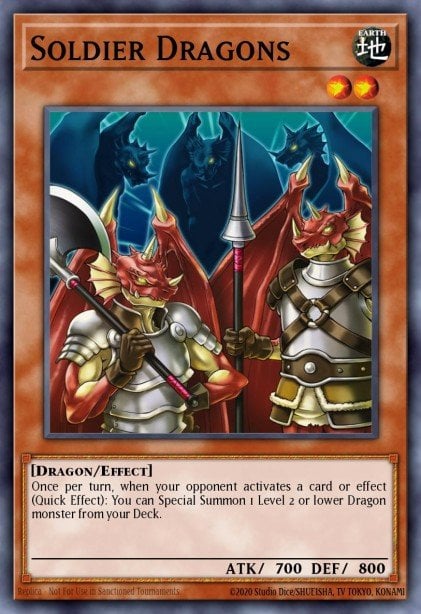 Soldier Dragons
EARTH
地
[Dragon/Effect]
Once per turn, when your opponent activates a card or effect
(Quick Effect): You can Special Summon 1 Level 2 or lower Dragon
monster from your Deck.
ATK/ 700 DEF/ 800
Replica - Not For Use in Sanctioned Tournaments
©2020 Studio Dice/SHUEISHA, TV TOKYO, KONAMI